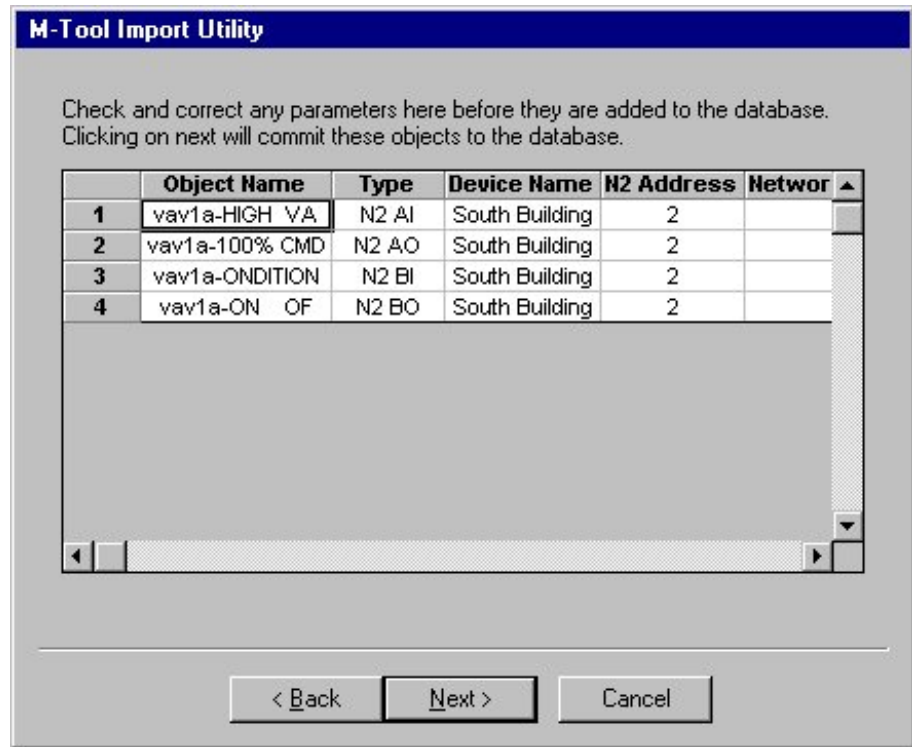 M-Tool Import Utility
Check and correct any parameters here before they are added to the database.
Clicking on next will commit these objects to the database.
Object Name Type Device Name N2 Address Networ
1 vav1a-HIGH VA N2 AI South Building 2
2 vav1a-100% CMD N2 AO South Building 2
3 vav1a-ONDITION N2 BI South Building 2
4 vav1a-ON OF N2 BO South Building 2
< Back Next > Cancel